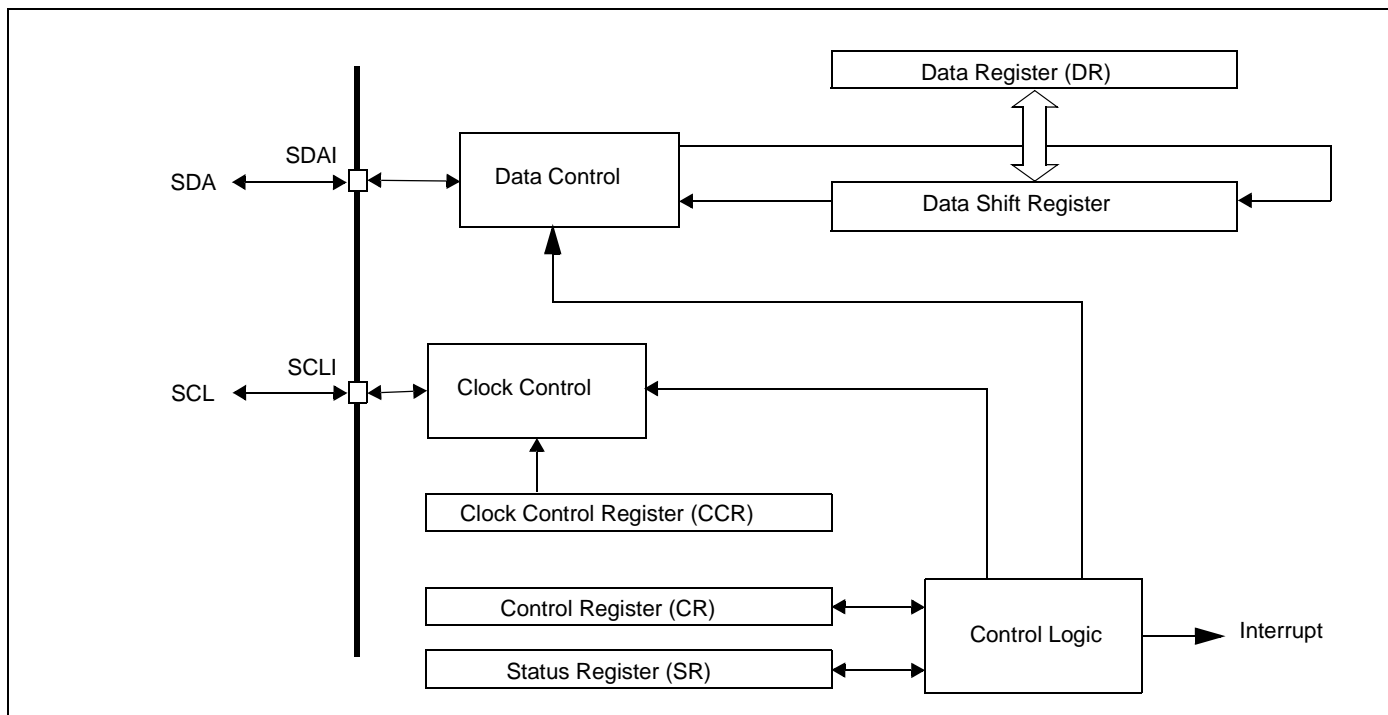 Data Register (DR)
SDAI
SDA
Data Control
Data Shift Register
SCLI
SCL
Clock Control
Clock Control Register (CCR)
Control Register (CR)
Control Logic
Interrupt
Status Register (SR)